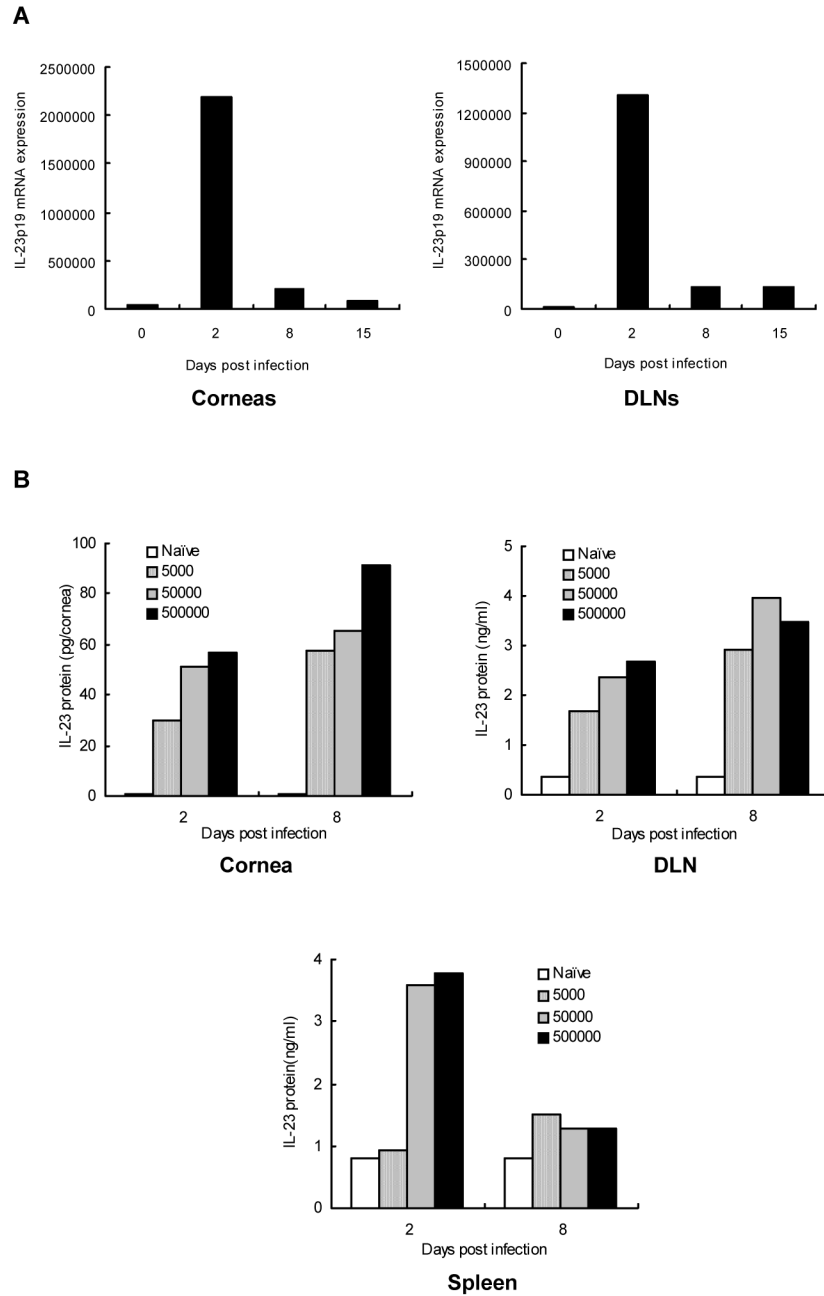 A
IL-23p19 mRNA expression
2500000
2000000
1500000
1000000
500000
0
0 2 8 15
Days post infection
Corneas
IL-23p19 mRNA expression
1500000
1200000
900000
600000
300000
0
0 2 8 15
Days post infection
DLNs
B
IL-23 protein (pg/cornea)
100
80
60
40
20
0
Naïve
5000
50000
500000
2 8
Days post infection
Cornea
IL-23 protein (ng/ml)
5
4
3
2
1
0
Naïve
5000
50000
500000
2 8
Days post infection
DLN
IL-23 protein(ng/ml)
4
3
2
1
0
Naïve
5000
50000
500000
2 8
Days post infection
Spleen